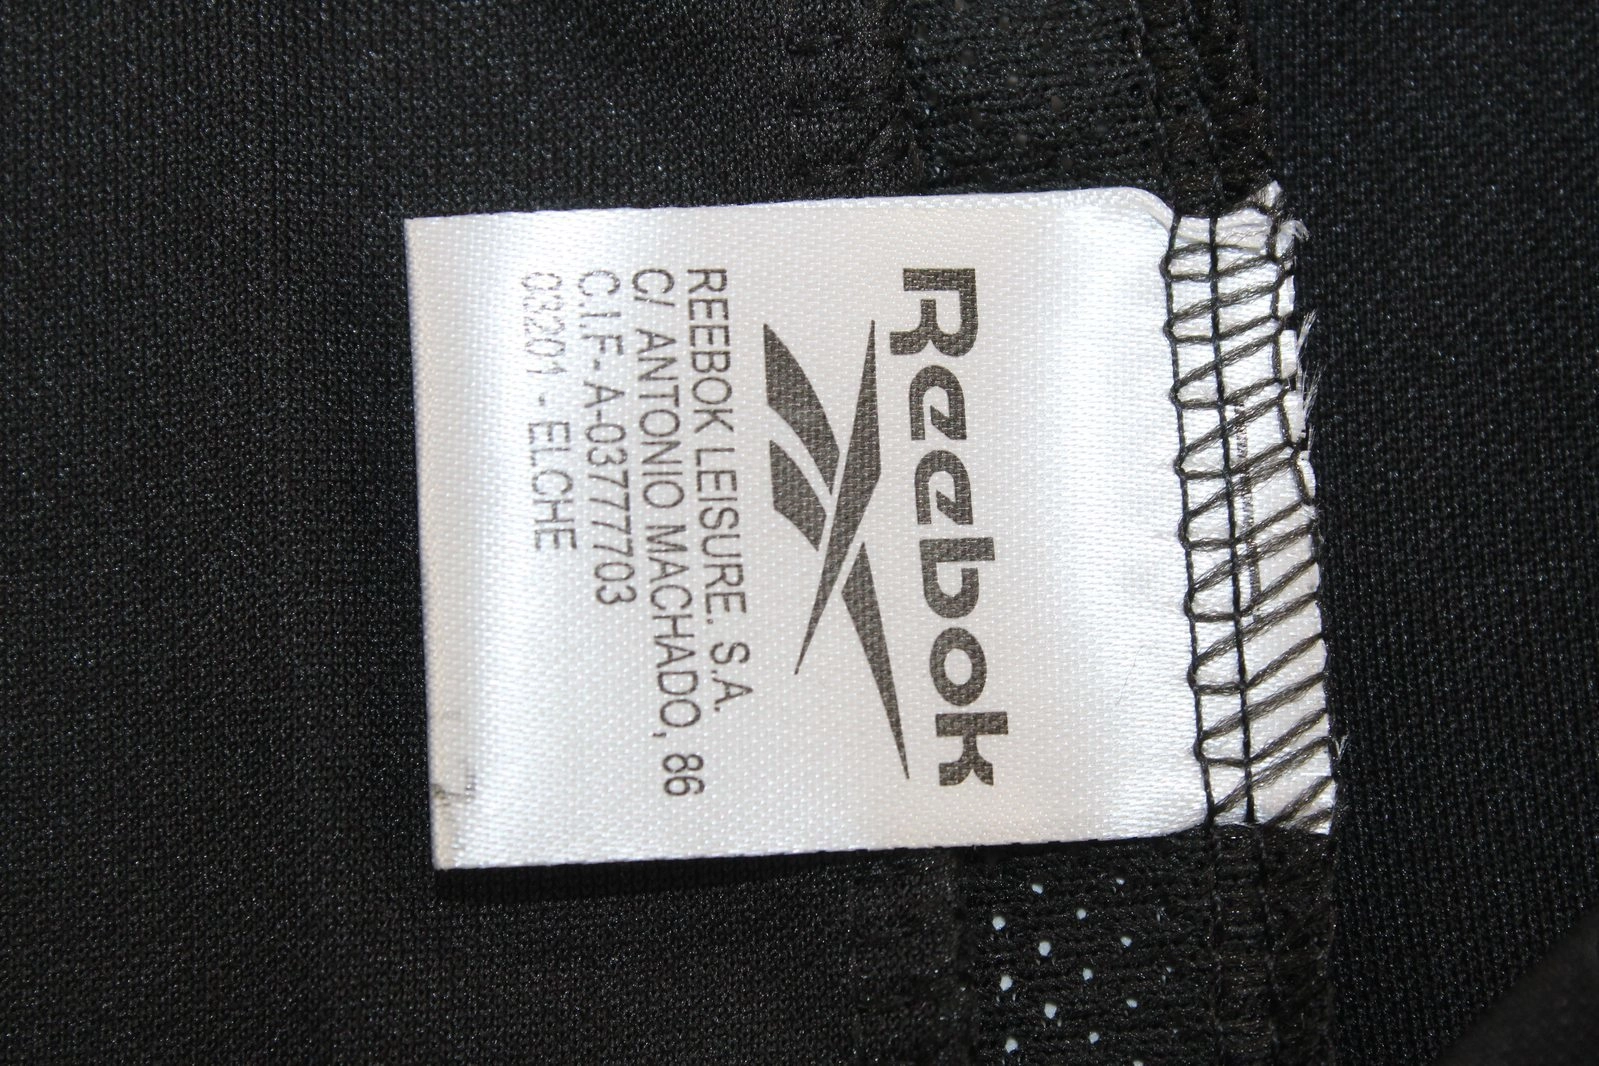 Reebok
REEBOK LEISURE. S.A.
C/ ANTONIO MACHADO, 86
C.I.F.-A-03777703
03201 - ELCHE